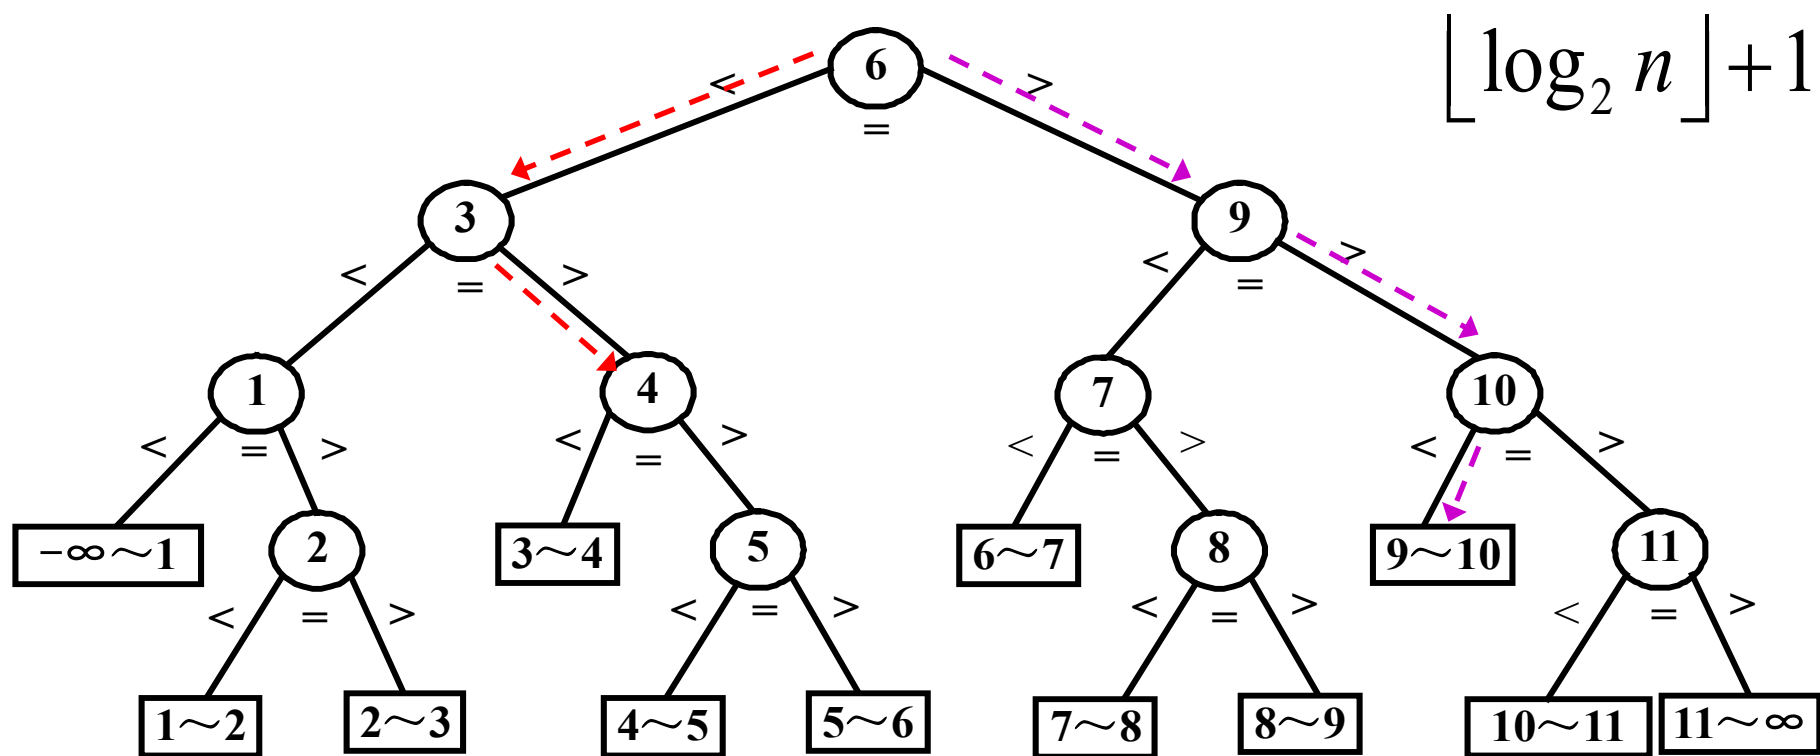 ⌊log₂ n⌋+1
6
< >
=
3 9
< > < >
= =
1 4 7 10
< > < > < > < >
= = = =
−∞～1 2 3～4 5 6～7 8 9～10 11
< > < > < > < >
= = = =
1～2 2～3 4～5 5～6 7～8 8～9 10～11 11～∞